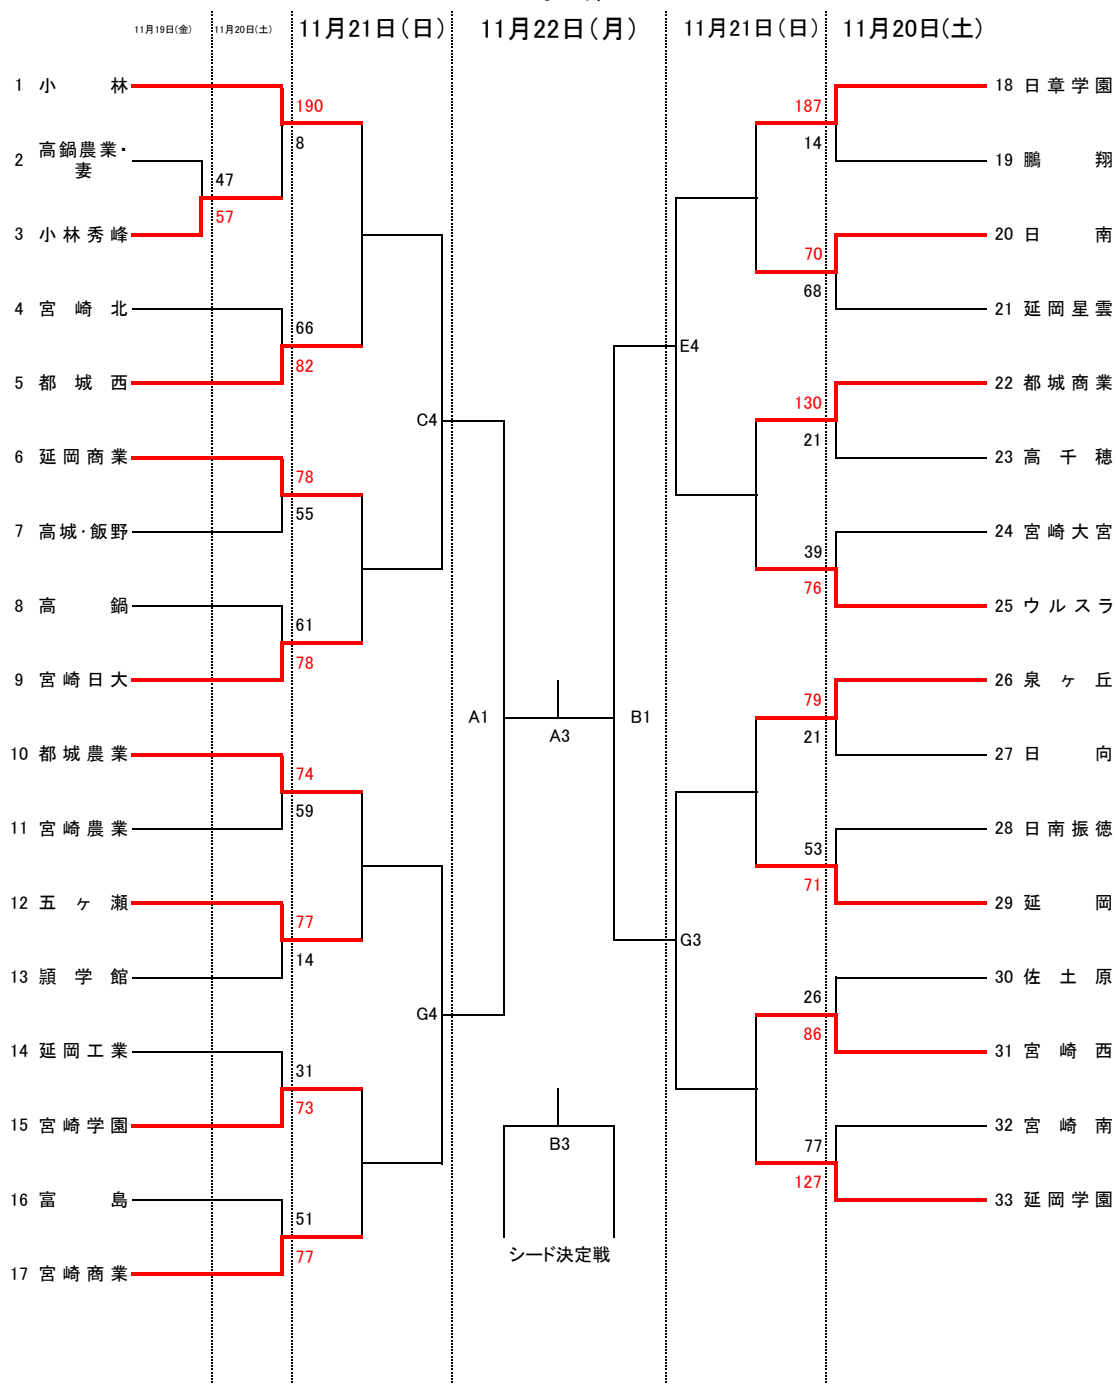 11月19日(金) 11月20日(土) 11月21日(日) 11月22日(月) 11月21日(日) 11月20日(土)
1 小林
190
8
2 高鍋農業・
妻
47
57
3 小林秀峰
4 宮崎北
66
82
5 都城西
C4
6 延岡商業
78
55
7 高城・飯野
8 高鍋
61
78
9 宮崎日大
A1
10 都城農業
74
59
11 宮崎農業
12 五ヶ瀬
77
14
13 頴学館
G4
14 延岡工業
31
73
15 宮崎学園
16 富島
51
77
17 宮崎商業
A3
B3
シード決定戦
B1
187
14
18 日章学園
19 鵬翔
70
68
20 日南
21 延岡星雲
E4
130
21
22 都城商業
23 高千穂
39
76
24 宮崎大宮
25 ウルスラ
79
21
26 泉ヶ丘
27 日向
53
71
28 日南振徳
29 延岡
G3
26
86
30 佐土原
31 宮崎西
77
127
32 宮崎南
33 延岡学園